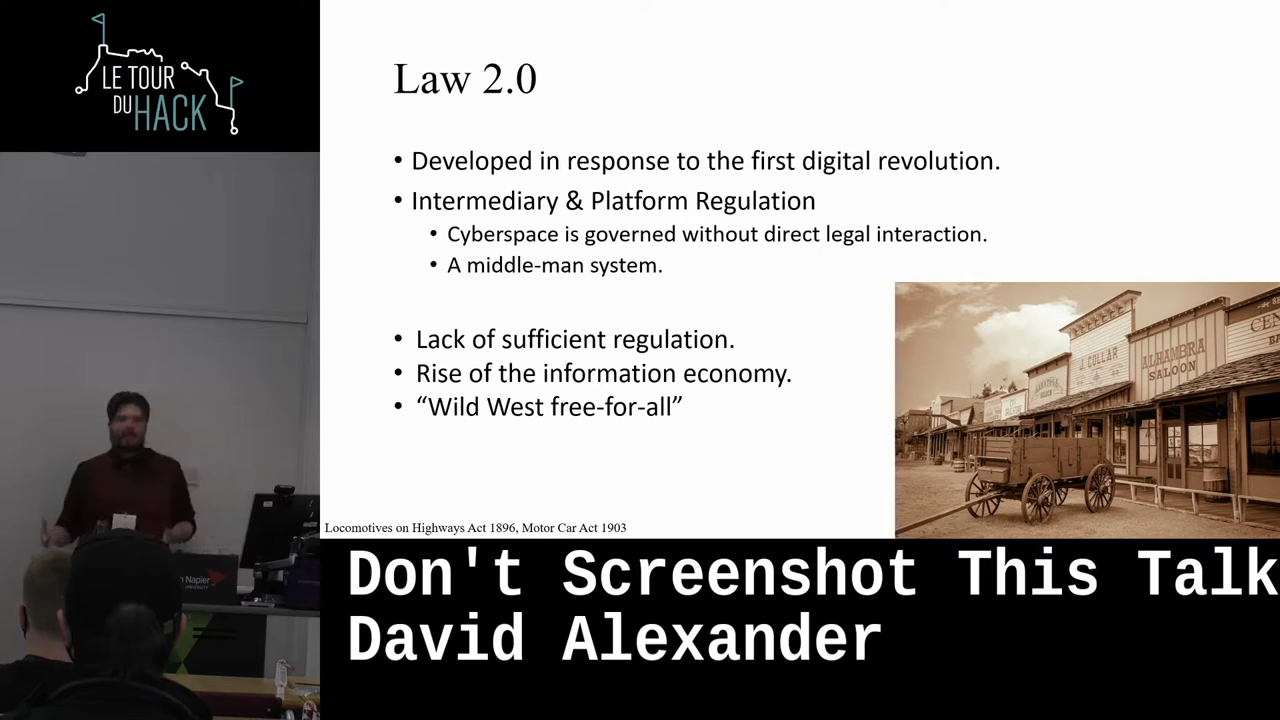 LE TOUR
DU HACK
Law 2.0
• Developed in response to the first digital revolution.
• Intermediary & Platform Regulation
• Cyberspace is governed without direct legal interaction.
• A middle-man system.
• Lack of sufficient regulation.
• Rise of the information economy.
• “Wild West free-for-all”
J. COLLAR
ALHAMBRA
SALOON
Locomotives on Highways Act 1896, Motor Car Act 1903
Napier
UNIVERSITY
Don't Screenshot This Talk
David Alexander